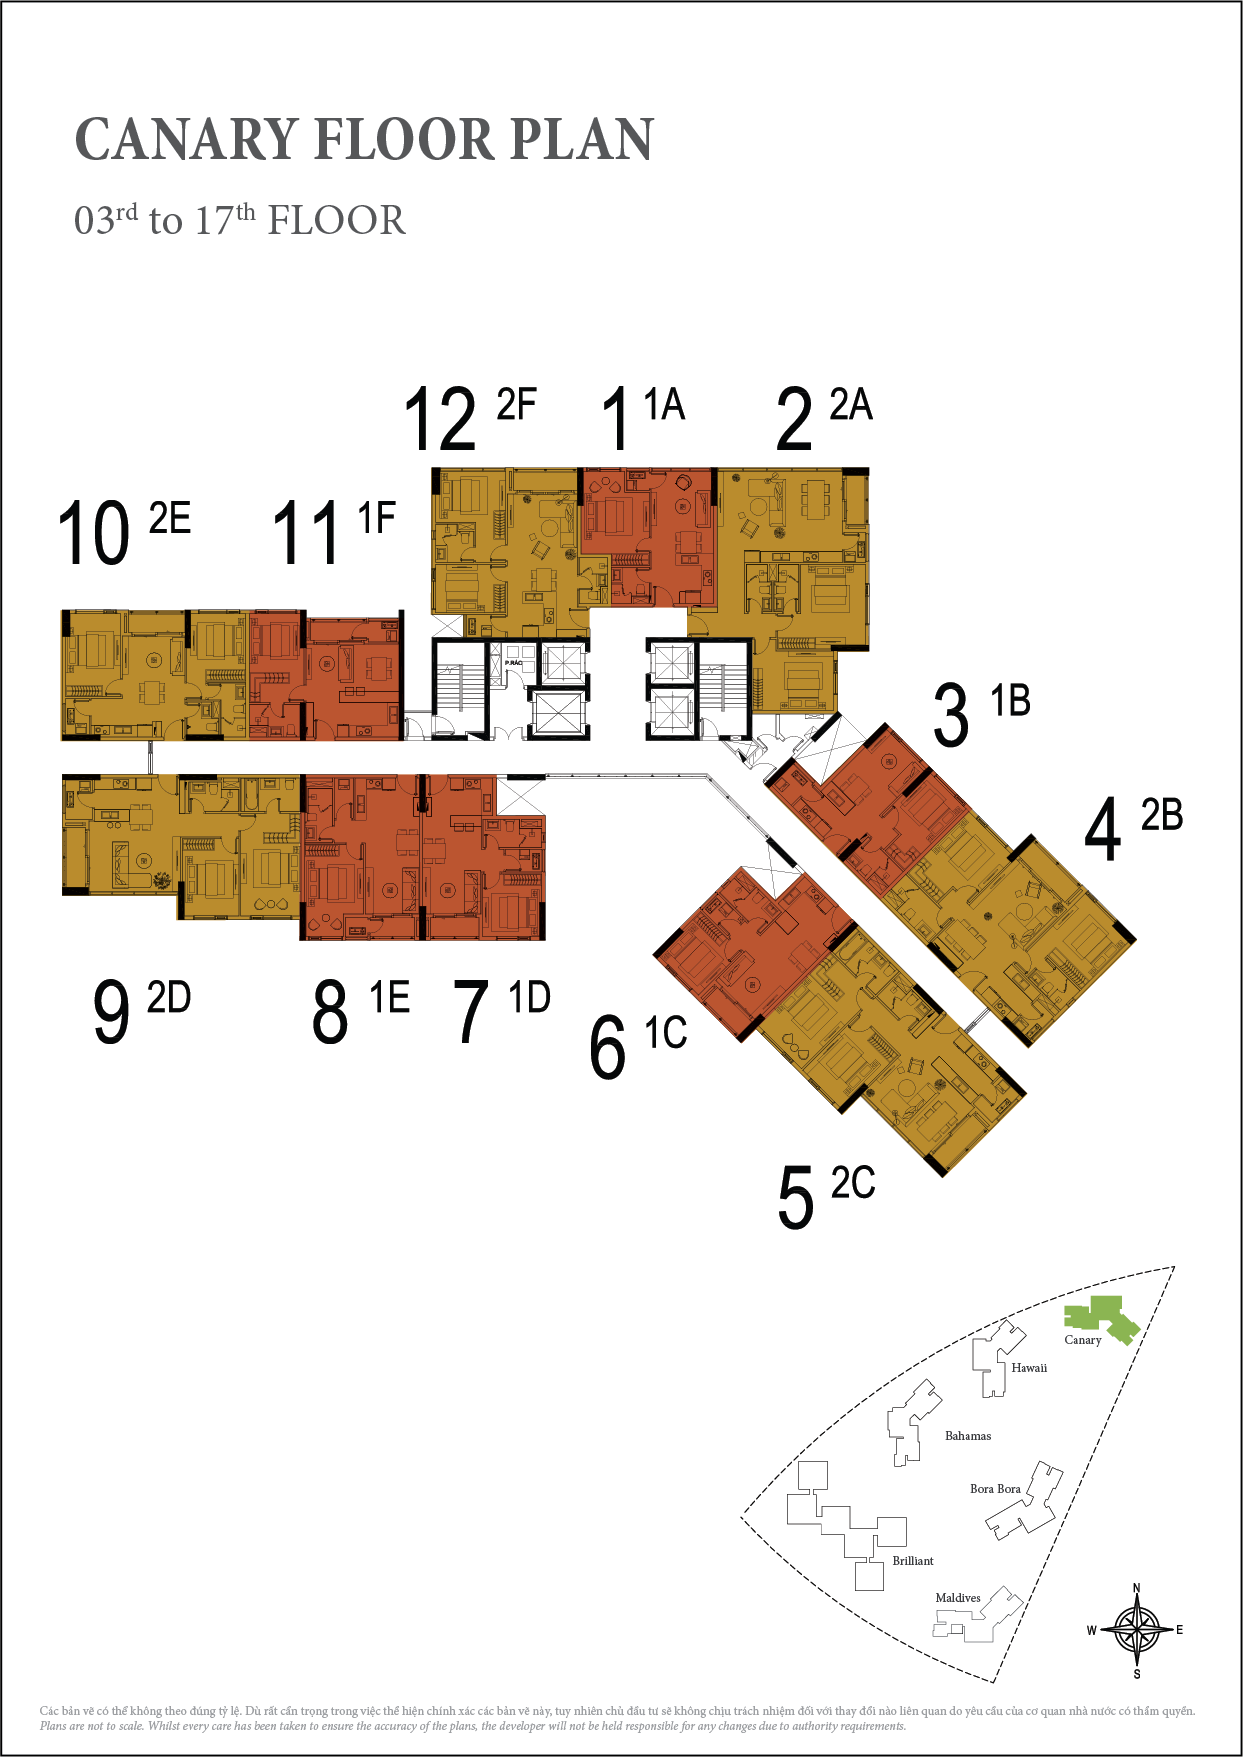 CANARY FLOOR PLAN
03rd to 17th FLOOR
12 2F
1 1A
2 2A
10 2E
11 1F
P.RÁC
3 1B
4 2B
9 2D
8 1E
7 1D
6 1C
5 2C
Canary
Hawaii
Bahamas
Bora Bora
Brilliant
Maldives
N
W
E
S
Các bản vẽ có thể không theo đúng tỷ lệ. Dù rất cẩn trọng trong việc thể hiện chính xác các bản vẽ này, tuy nhiên chủ đầu tư sẽ không chịu trách nhiệm đối với thay đổi nào liên quan do yêu cầu của cơ quan nhà nước có thẩm quyền.
Plans are not to scale. Whilst every care has been taken to ensure the accuracy of the plans, the developer will not be held responsible for any changes due to authority requirements.